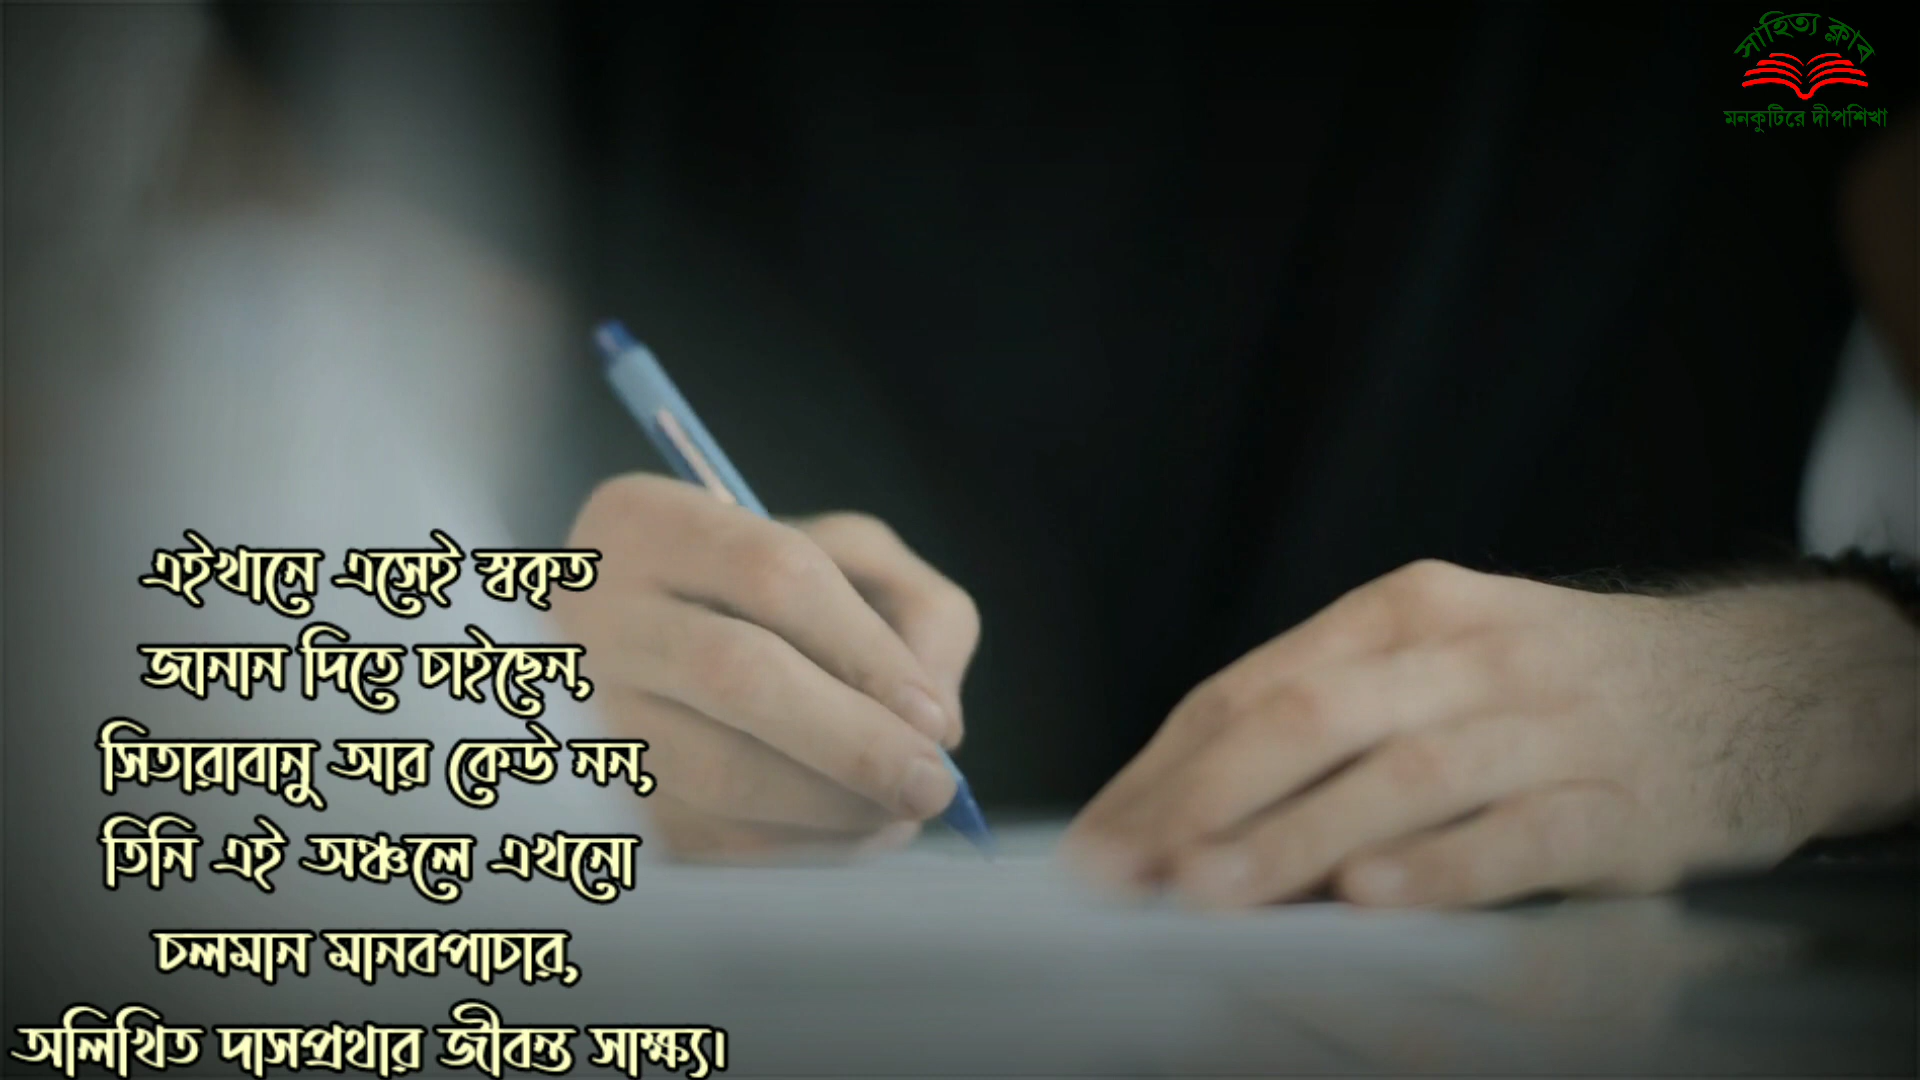 সাহিত্য ক্লাব
মনকুটিরে দীপশিখা
এইখানে এসেই স্বকৃত
জানান দিতে চাইছেন,
সিতারাবানু আর কেউ নন,
তিনি এই অঞ্চলে এখনো
চলমান মানবপাচার,
অলিখিত দাসপ্রথার জীবন্ত সাক্ষ্য।